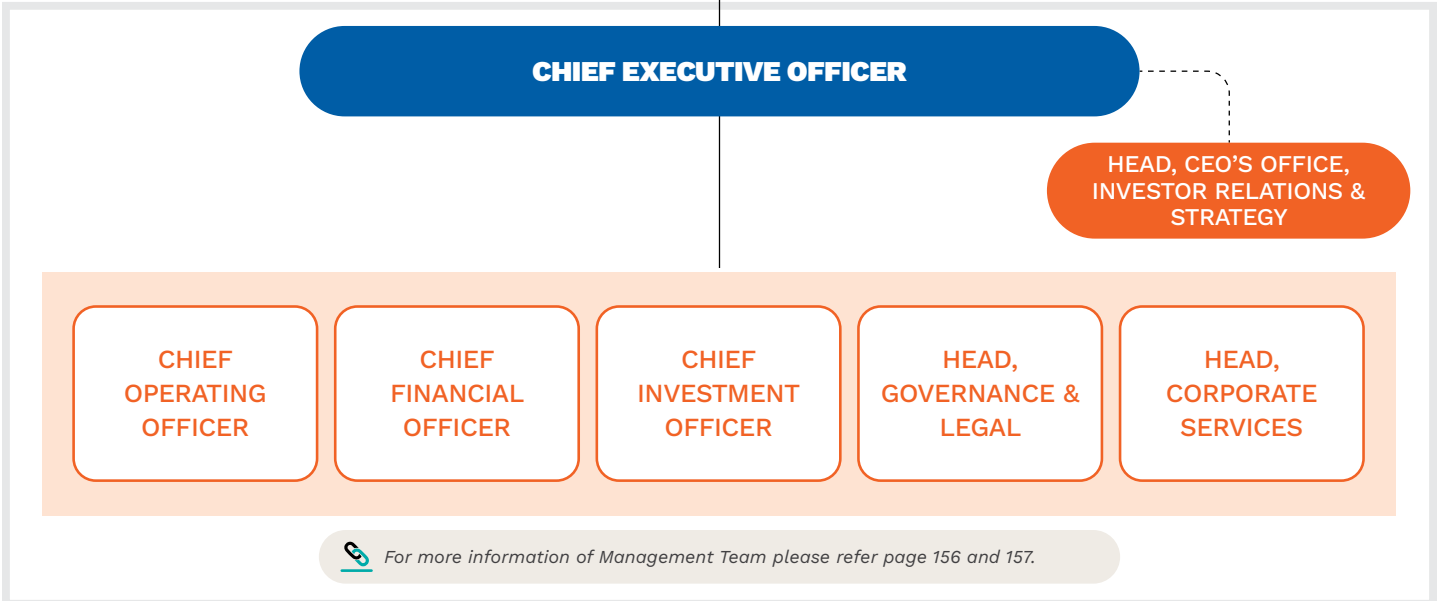 CHIEF EXECUTIVE OFFICER
HEAD, CEO’S OFFICE,
INVESTOR RELATIONS &
STRATEGY
CHIEF
OPERATING
OFFICER
CHIEF
FINANCIAL
OFFICER
CHIEF
INVESTMENT
OFFICER
HEAD,
GOVERNANCE &
LEGAL
HEAD,
CORPORATE
SERVICES
For more information of Management Team please refer page 156 and 157.